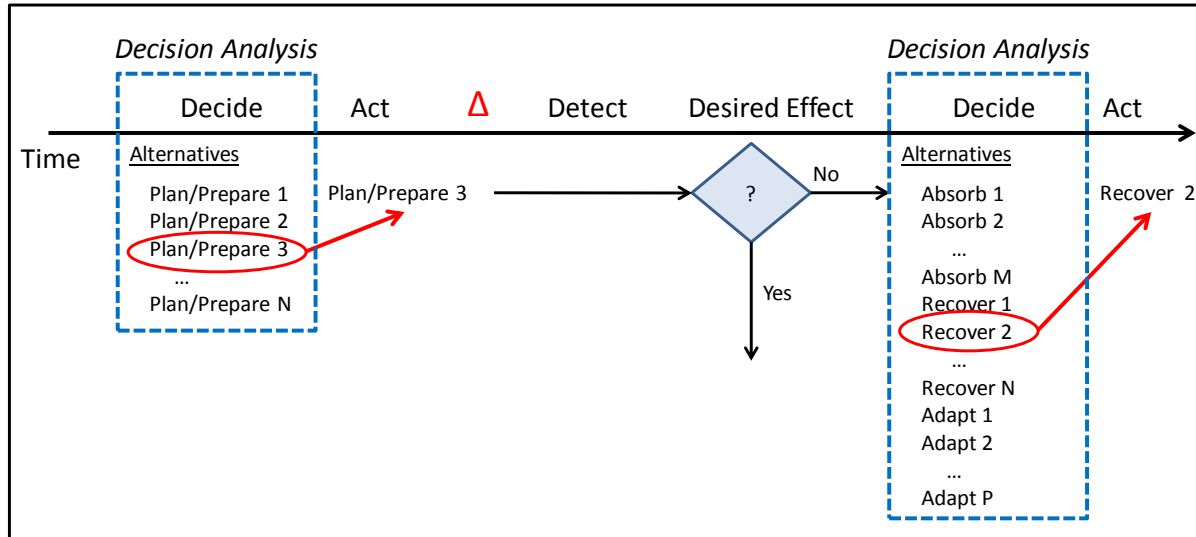 Decision Analysis
Decision Analysis
Decide
Act
Δ
Detect
Desired Effect
Decide
Act
Time
Alternatives
Plan/Prepare 1
Plan/Prepare 2
Plan/Prepare 3
...
Plan/Prepare N
Plan/Prepare 3
?
No
Yes
Alternatives
Absorb 1
Absorb 2
...
Absorb M
Recover 1
Recover 2
...
Recover N
Adapt 1
Adapt 2
...
Adapt P
Recover 2